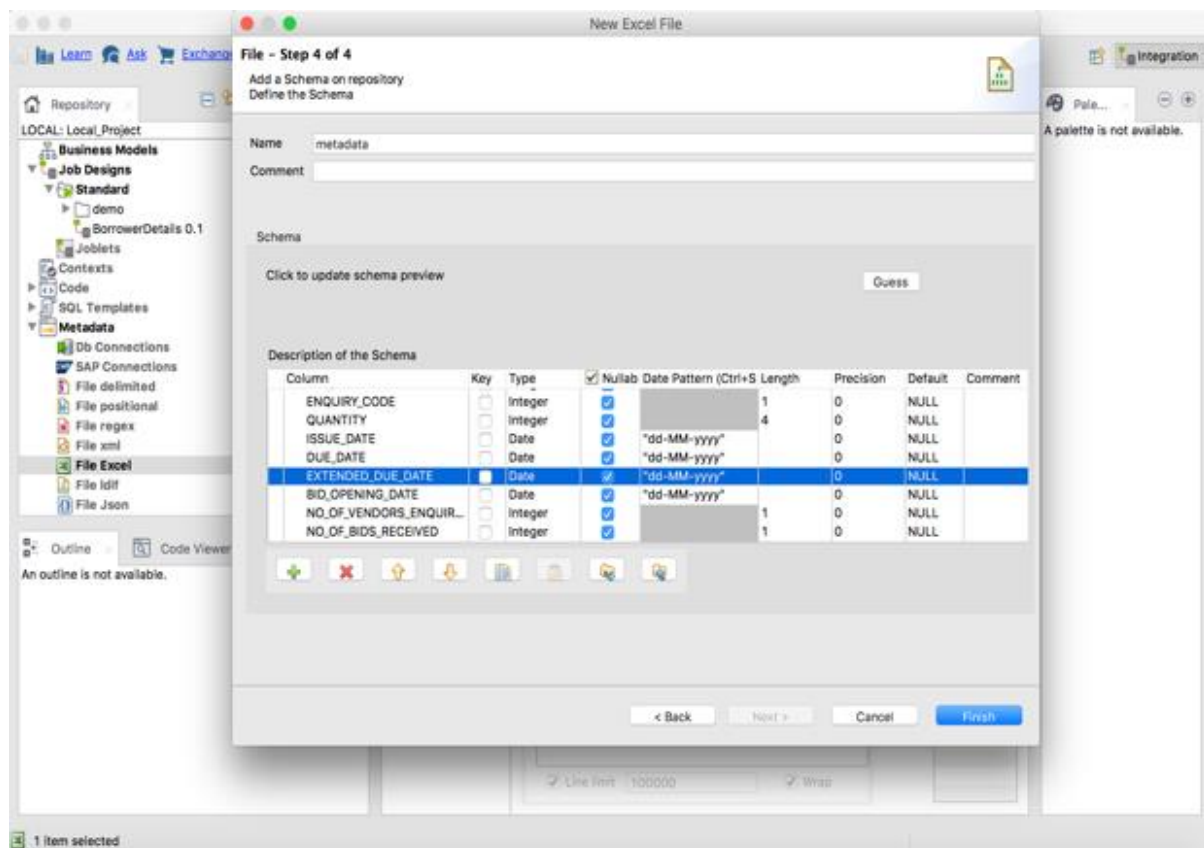 New Excel File
Learn Ask Exchang
File - Step 4 of 4
Add a Schema on repository
Define the Schema
Integration
Repository
Pale...
LOCAL: Local_Project
A palette is not available.
Business Models
Job Designs
Standard
demo
BorrowerDetails 0.1
Joblets
Contexts
Code
SQL Templates
Metadata
Db Connections
SAP Connections
File delimited
File positional
File regex
File xml
File Excel
File ldif
File Json
Outline
Code Viewer
An outline is not available.
Name metadata
Comment
Schema
Click to update schema preview
Guess
Description of the Schema
Column Key Type Nullab Date Pattern (Ctrl+S Length Precision Default Comment
ENQUIRY_CODE Integer 1 0 NULL
QUANTITY Integer 4 0 NULL
ISSUE_DATE Date "dd-MM-yyyy" 0 NULL
DUE_DATE Date "dd-MM-yyyy" 0 NULL
EXTENDED_DUE_DATE Date "dd-MM-yyyy" 0 NULL
BID_OPENING_DATE Date "dd-MM-yyyy" 0 NULL
NO_OF_VENDORS_ENQUIR... Integer 1 0 NULL
NO_OF_BIDS_RECEIVED Integer 1 0 NULL
< Back Next > Cancel Finish
Line limit 100000 Wrap
1 item selected